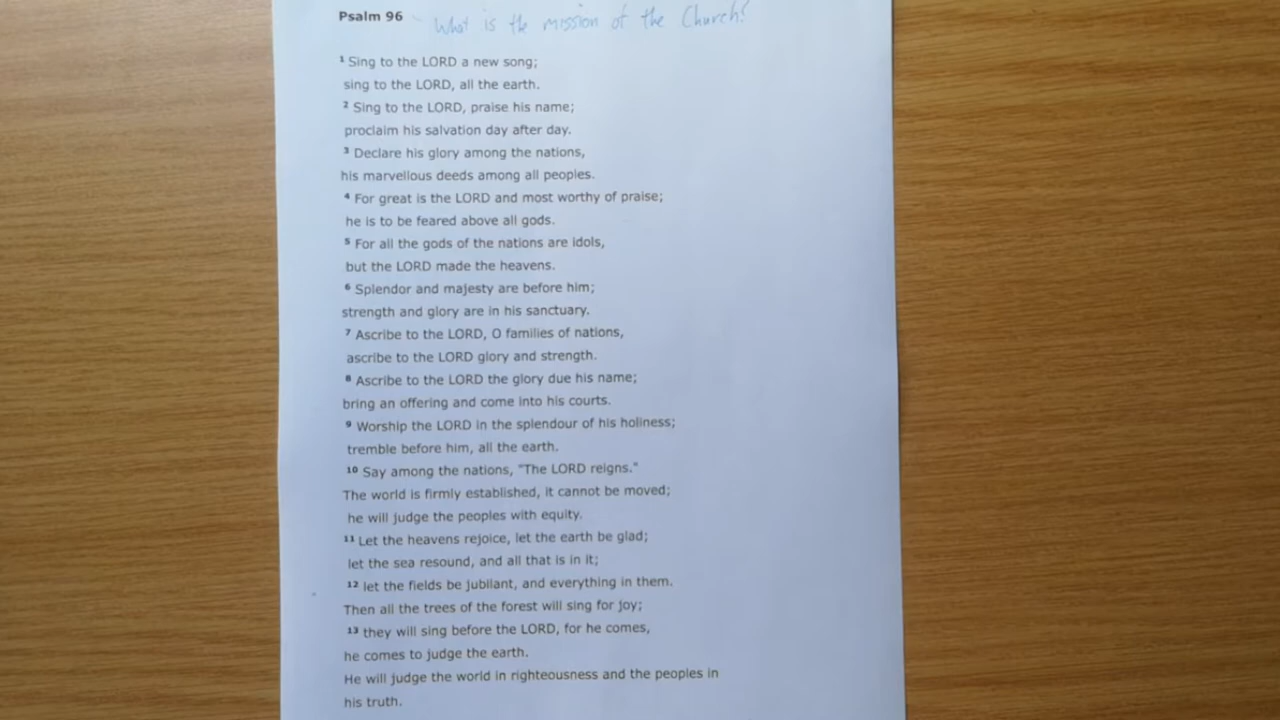 Psalm 96 - What is the mission of the Church?
1 Sing to the LORD a new song;
sing to the LORD, all the earth.
2 Sing to the LORD, praise his name;
proclaim his salvation day after day.
3 Declare his glory among the nations,
his marvellous deeds among all peoples.
4 For great is the LORD and most worthy of praise;
he is to be feared above all gods.
5 For all the gods of the nations are idols,
but the LORD made the heavens.
6 Splendor and majesty are before him;
strength and glory are in his sanctuary.
7 Ascribe to the LORD, O families of nations,
ascribe to the LORD glory and strength.
8 Ascribe to the LORD the glory due his name;
bring an offering and come into his courts.
9 Worship the LORD in the splendour of his holiness;
tremble before him, all the earth.
10 Say among the nations, "The LORD reigns."
The world is firmly established, it cannot be moved;
he will judge the peoples with equity.
11 Let the heavens rejoice, let the earth be glad;
let the sea resound, and all that is in it;
12 let the fields be jubilant, and everything in them.
Then all the trees of the forest will sing for joy;
13 they will sing before the LORD, for he comes,
he comes to judge the earth.
He will judge the world in righteousness and the peoples in
his truth.